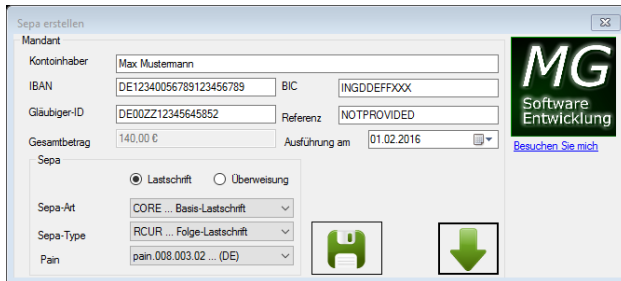 Sepa erstellen
Mandant
Kontoinhaber Max Mustermann
IBAN DE12340056789123456789 BIC INGDDEFFXXX
Gläubiger-ID DE00ZZ12345645852 Referenz NOTPROVIDED
Gesamtbetrag 140,00 € Ausführung am 01.02.2016
MG
Software
Entwicklung
Besuchen Sie mich
Sepa
Lastschrift Überweisung
Sepa-Art CORE ... Basis-Lastschrift
Sepa-Type RCUR ... Folge-Lastschrift
Pain pain.008.003.02 ... (DE)